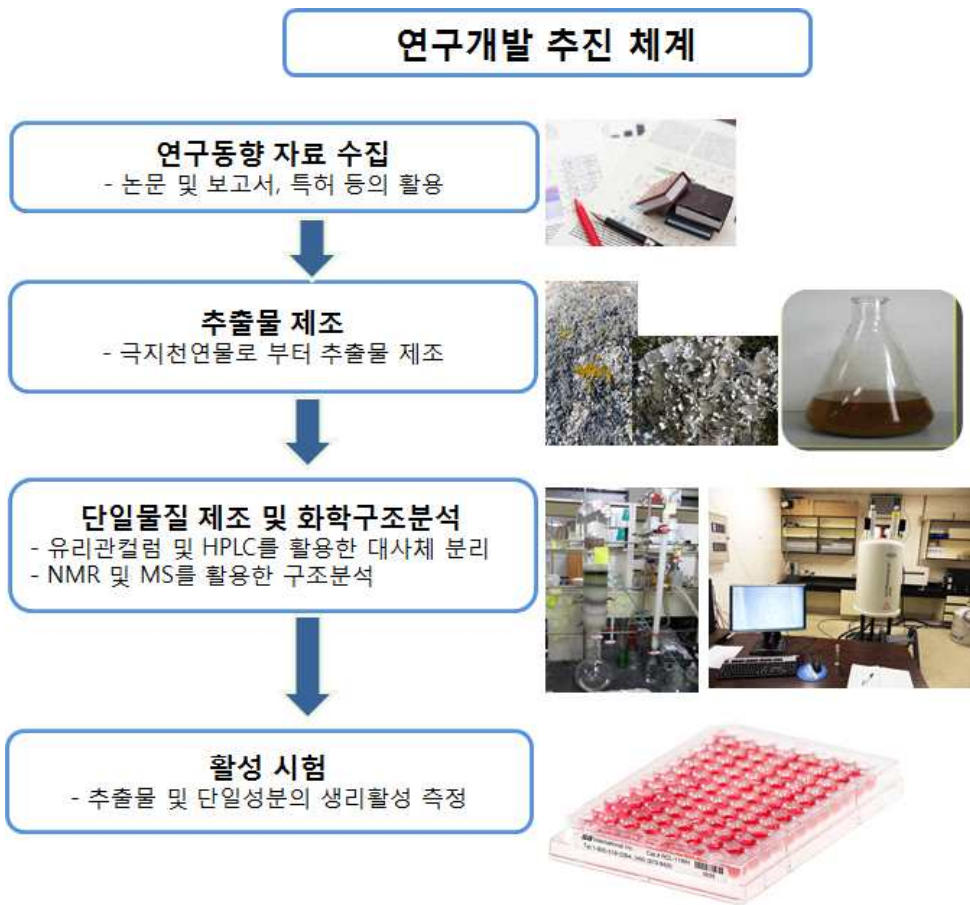 연구개발 추진 체계
연구동향 자료 수집
- 논문 및 보고서, 특허 등의 활용
추출물 제조
- 극지천연물로 부터 추출물 제조
단일물질 제조 및 화학구조분석
- 유리관컬럼 및 HPLC를 활용한 대사체 분리
- NMR 및 MS를 활용한 구조분석
활성 시험
- 추출물 및 단일성분의 생리활성 측정
International Inc.